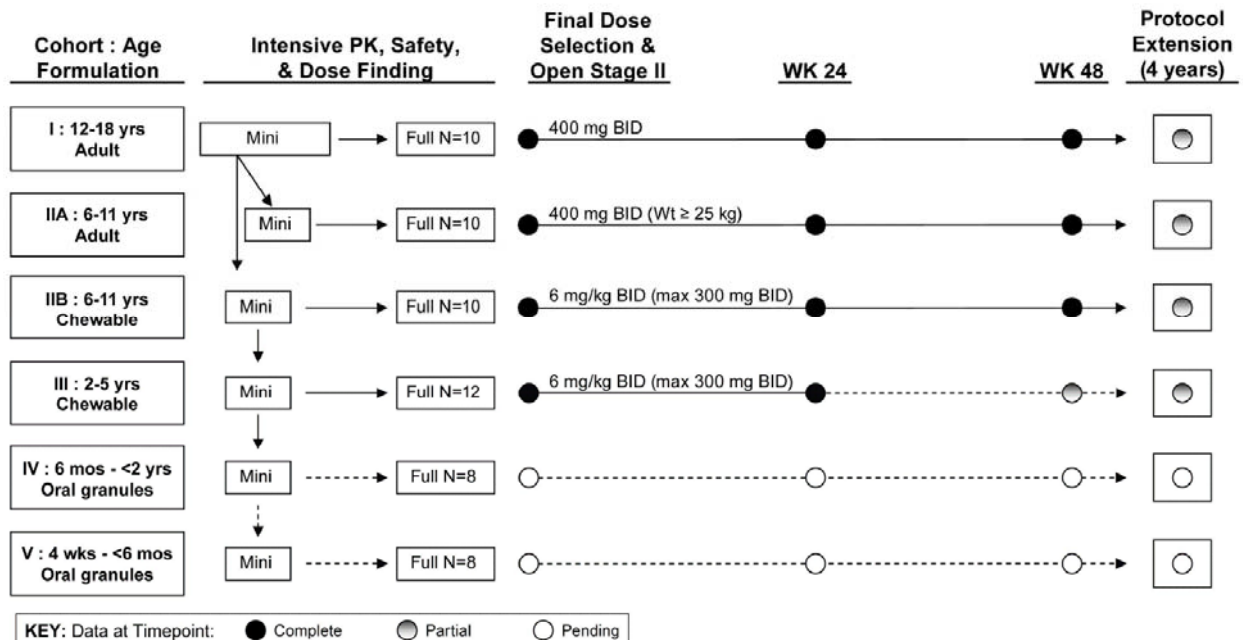 Cohort : Age
Formulation
Intensive PK, Safety,
& Dose Finding
Final Dose
Selection &
Open Stage II
WK 24
WK 48
Protocol
Extension
(4 years)
I : 12-18 yrs
Adult
Mini
Full N=10
400 mg BID
IIA : 6-11 yrs
Adult
Mini
Full N=10
400 mg BID (Wt ≥ 25 kg)
IIB : 6-11 yrs
Chewable
Mini
Full N=10
6 mg/kg BID (max 300 mg BID)
III : 2-5 yrs
Chewable
Mini
Full N=12
6 mg/kg BID (max 300 mg BID)
IV : 6 mos - <2 yrs
Oral granules
Mini
Full N=8
V : 4 wks - <6 mos
Oral granules
Mini
Full N=8
KEY: Data at Timepoint: Complete Partial Pending